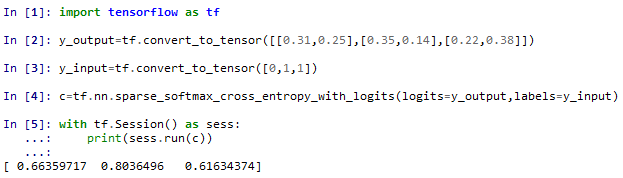 In [1]: import tensorflow as tf
In [2]: y_output=tf.convert_to_tensor([[0.31,0.25],[0.35,0.14],[0.22,0.38]])
In [3]: y_input=tf.convert_to_tensor([0,1,1])
In [4]: c=tf.nn.sparse_softmax_cross_entropy_with_logits(logits=y_output,labels=y_input)
In [5]: with tf.Session() as sess:
   ...:     print(sess.run(c))
   ...:
[ 0.66359717  0.8036496   0.61634374]